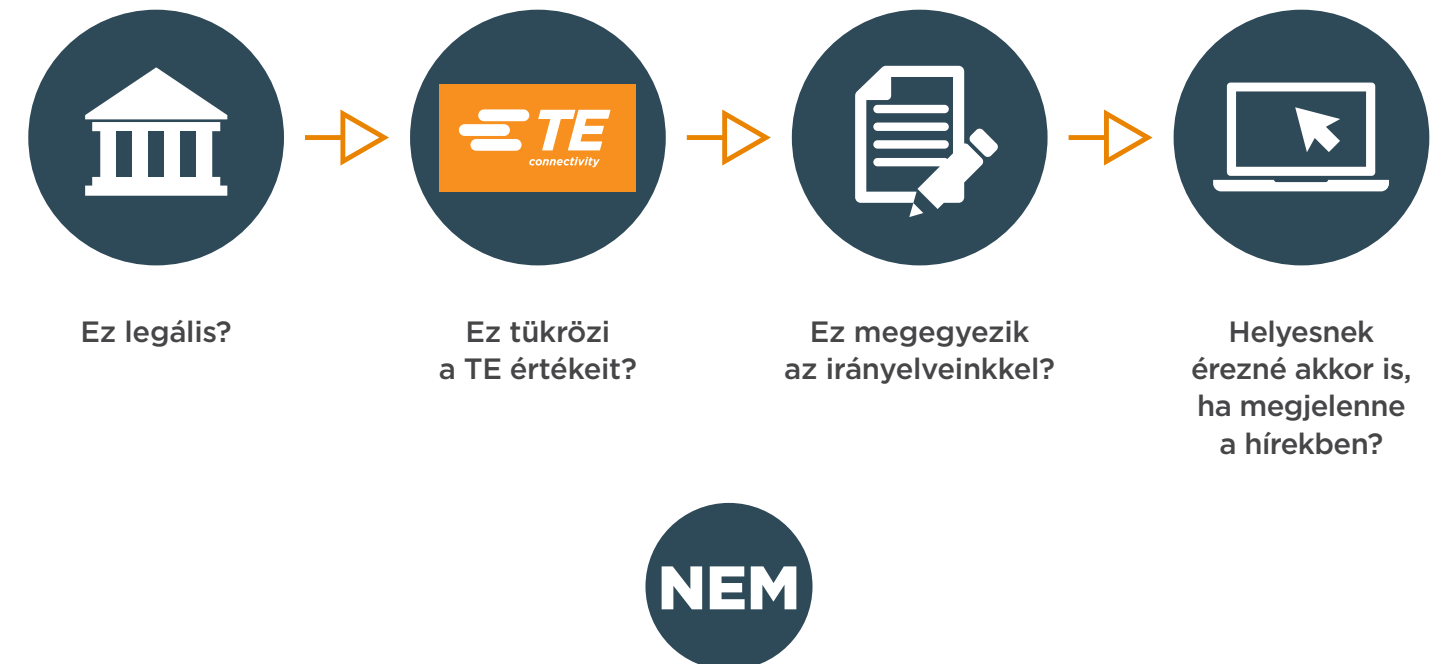 TE
connectivity
Ez legális?
Ez tükrözi
a TE értékeit?
Ez megegyezik
az irányelveinkkel?
Helyesnek
érezné akkor is,
ha megjelenne
a hírekben?
NEM